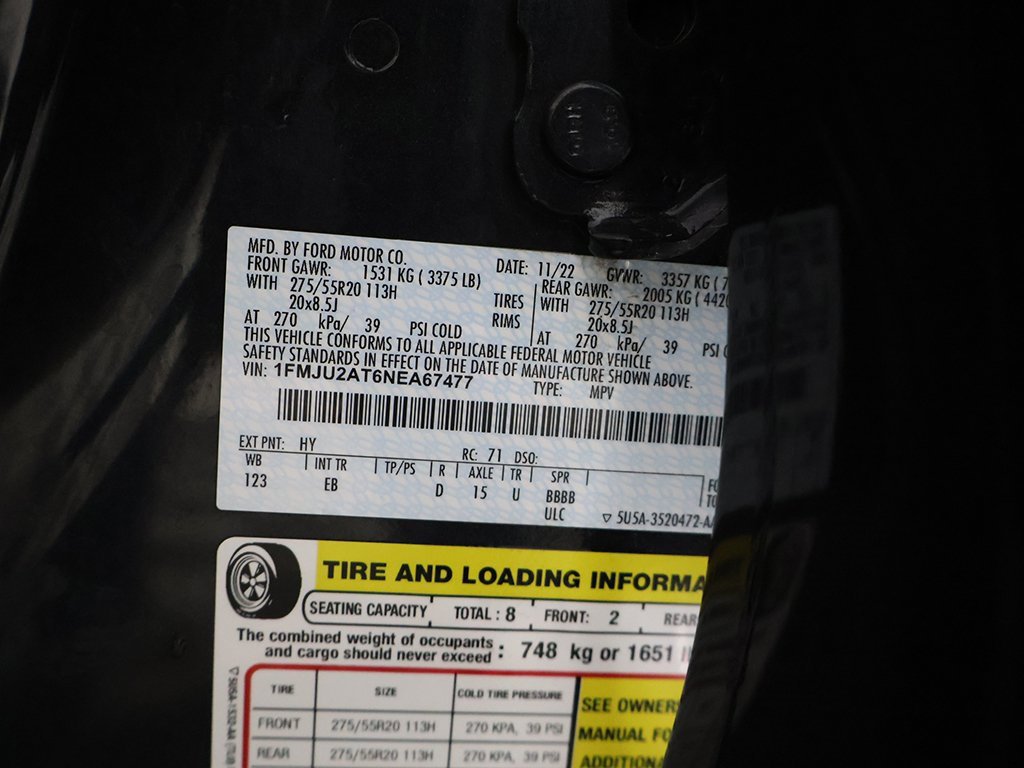 MFD. BY FORD MOTOR CO.
DATE: 11/22 GVWR: 3357 KG (7
FRONT GAWR: 1531 KG ( 3375 LB) REAR GAWR: 2005 KG ( 4420
WITH 275/55R20 113H TIRES WITH 275/55R20 113H
20x8.5J RIMS 20x8.5J
AT 270 kPa/ 39 PSI COLD AT 270 kPa/ 39 PSI
THIS VEHICLE CONFORMS TO ALL APPLICABLE FEDERAL MOTOR VEHICLE
SAFETY STANDARDS IN EFFECT ON THE DATE OF MANUFACTURE SHOWN ABOVE.
VIN: 1FMJU2AT6NEA67477 TYPE: MPV
EXT PNT: HY RC: 71 DSO:
WB INT TR TP/PS R AXLE TR SPR
123 EB D 15 U BBBB
ULC ▽ 5U5A-3520472-A
TIRE AND LOADING INFORMA
SEATING CAPACITY TOTAL : 8 FRONT: 2 REAR
The combined weight of occupants
and cargo should never exceed : 748 kg or 1651
TIRE SIZE COLD TIRE PRESSURE
FRONT 275/55R20 113H 270 KPA, 39 PSI
REAR 275/55R20 113H 270 KPA, 39 PSI
SEE OWNER
MANUAL FO
ADDITIONA